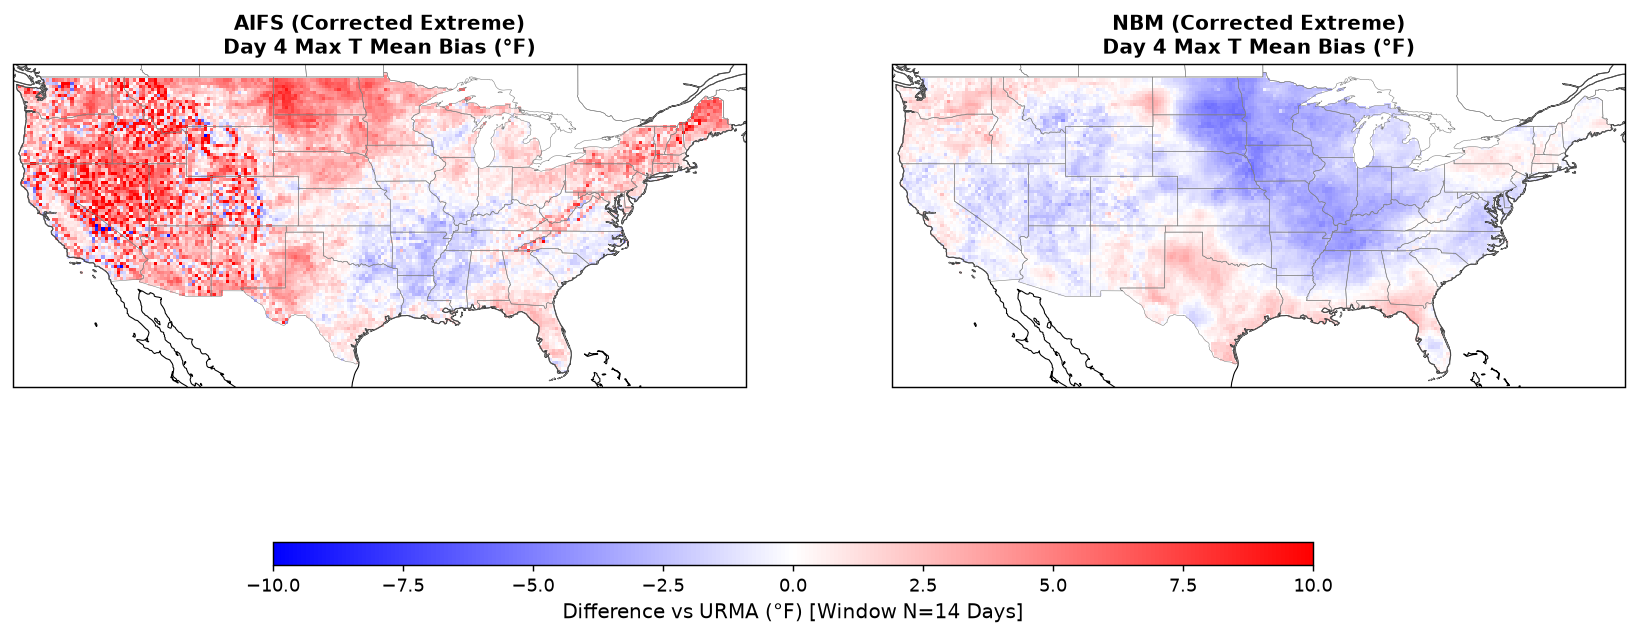 AIFS (Corrected Extreme)
Day 4 Max T Mean Bias (°F)
NBM (Corrected Extreme)
Day 4 Max T Mean Bias (°F)
−10.0 −7.5 −5.0 −2.5 0.0 2.5 5.0 7.5 10.0
Difference vs URMA (°F) [Window N=14 Days]